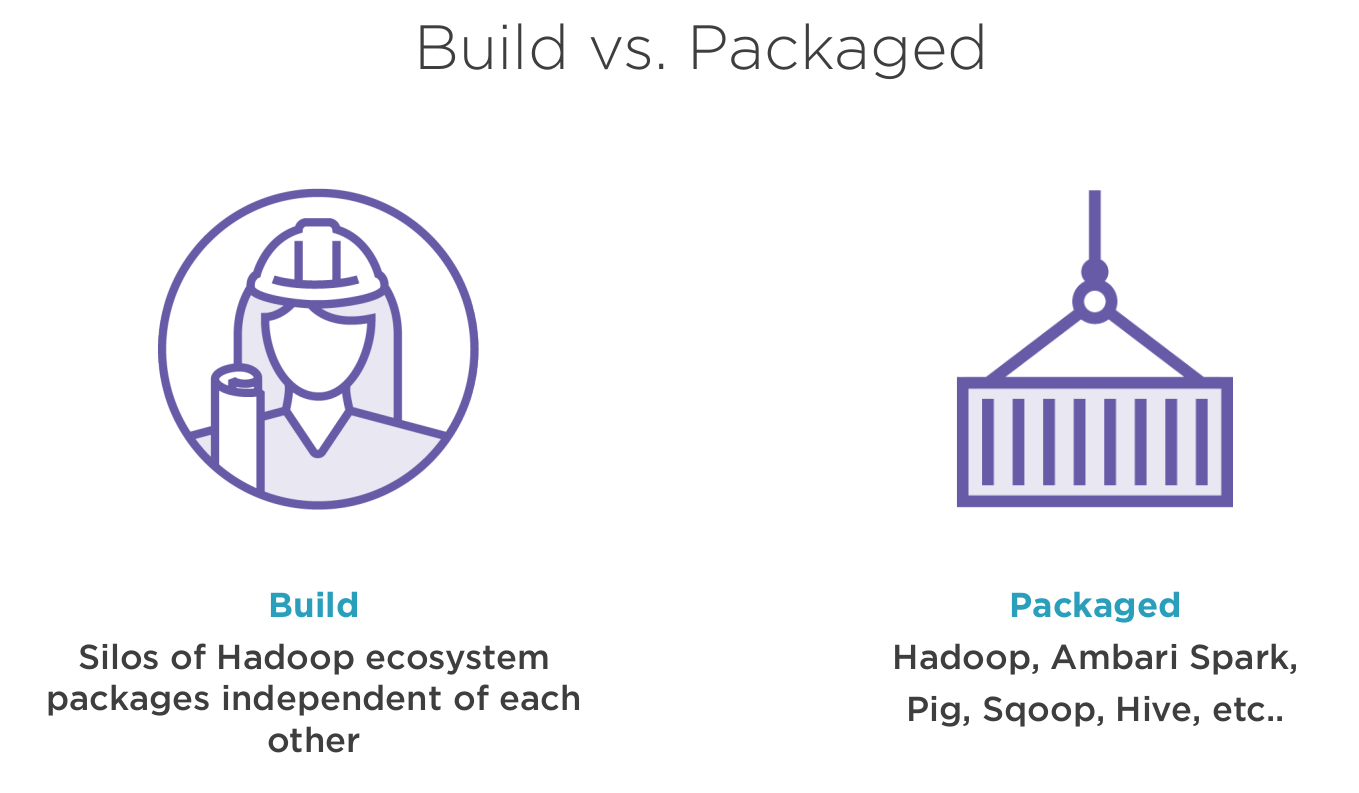 Build vs. Packaged
Build
Silos of Hadoop ecosystem
packages independent of each
other
Packaged
Hadoop, Ambari Spark,
Pig, Sqoop, Hive, etc..